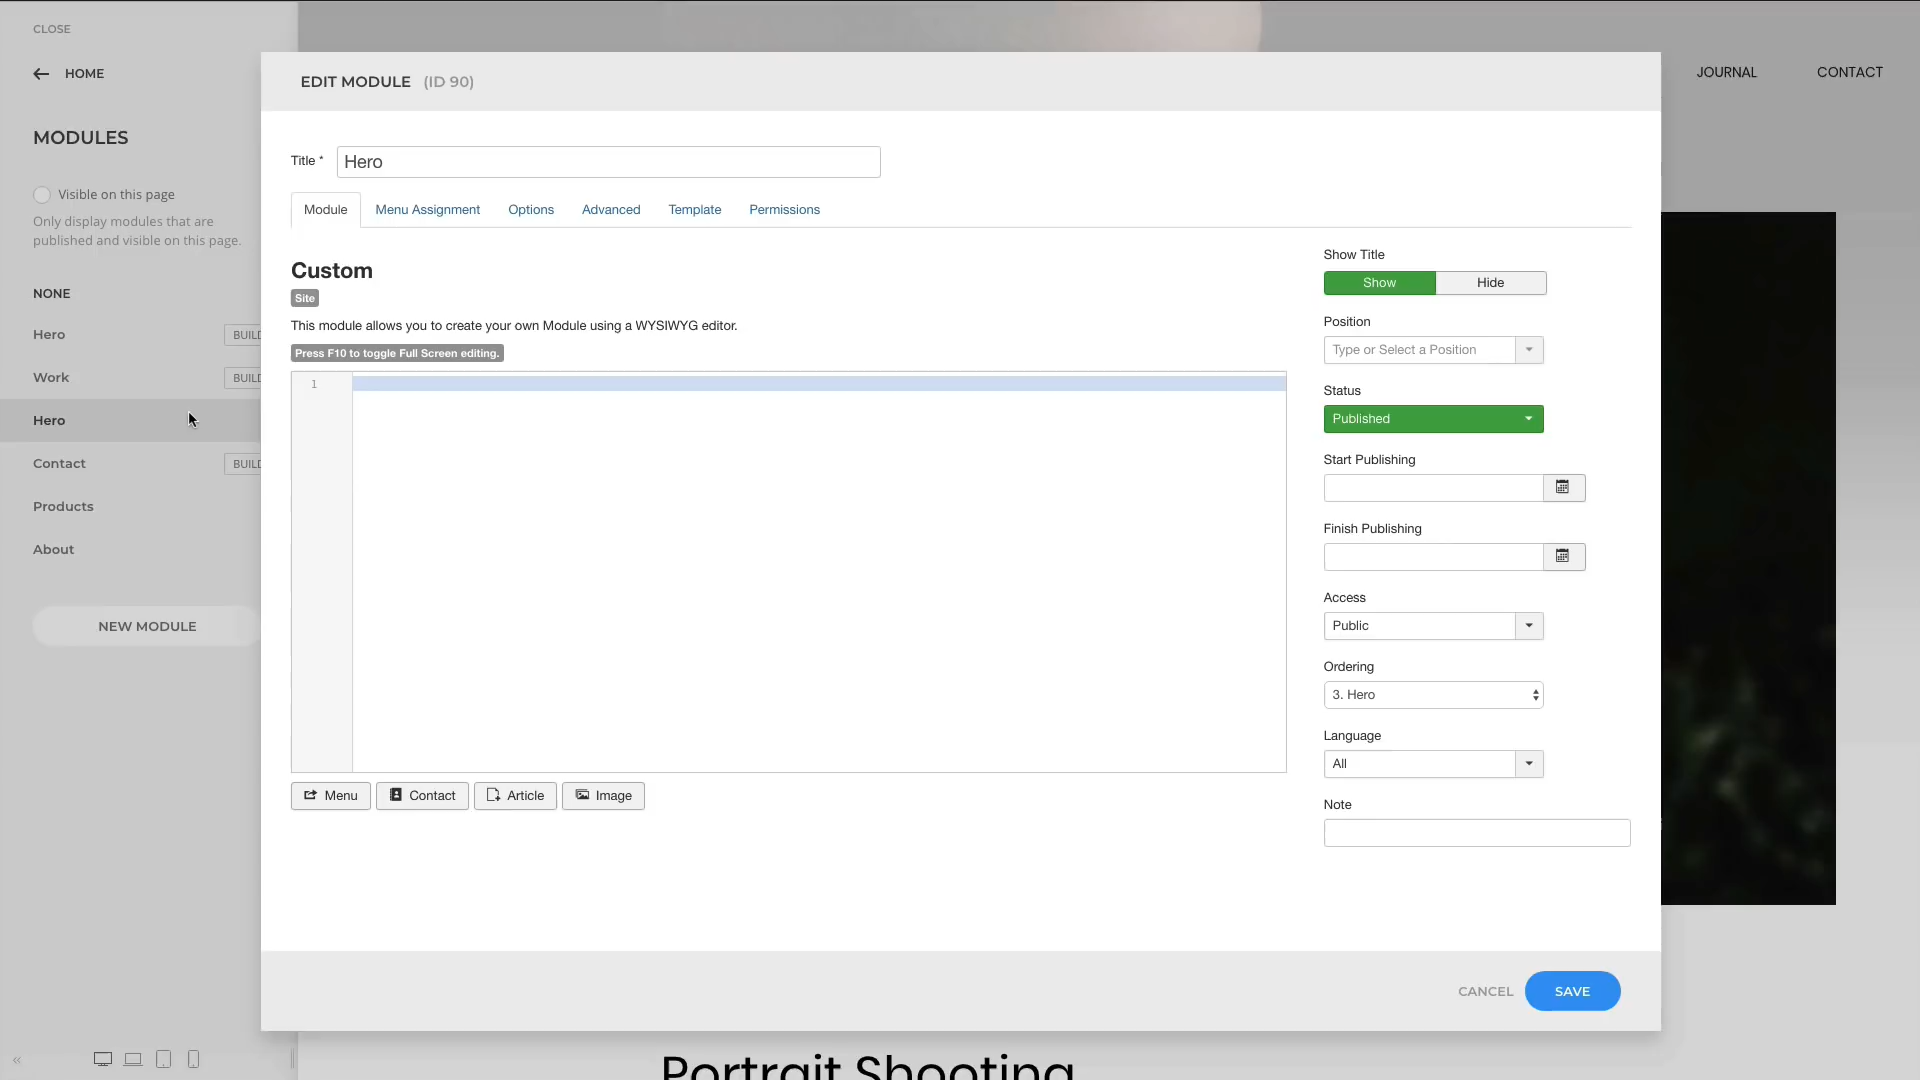 CLOSE
HOME
MODULES
Visible on this page
Only display modules that are
published and visible on this page.
NONE
Hero
BUILD
Work
BUILD
Hero
Contact
BUILD
Products
About
NEW MODULE
«
JOURNAL
CONTACT
EDIT MODULE (ID 90)
Title *
Hero
Module
Menu Assignment
Options
Advanced
Template
Permissions
Custom
Site
This module allows you to create your own Module using a WYSIWYG editor.
Press F10 to toggle Full Screen editing.
1
Menu
Contact
Article
Image
Show Title
Show
Hide
Position
Type or Select a Position
Status
Published
Start Publishing
Finish Publishing
Access
Public
Ordering
3. Hero
Language
All
Note
CANCEL
SAVE
Portrait Shooting